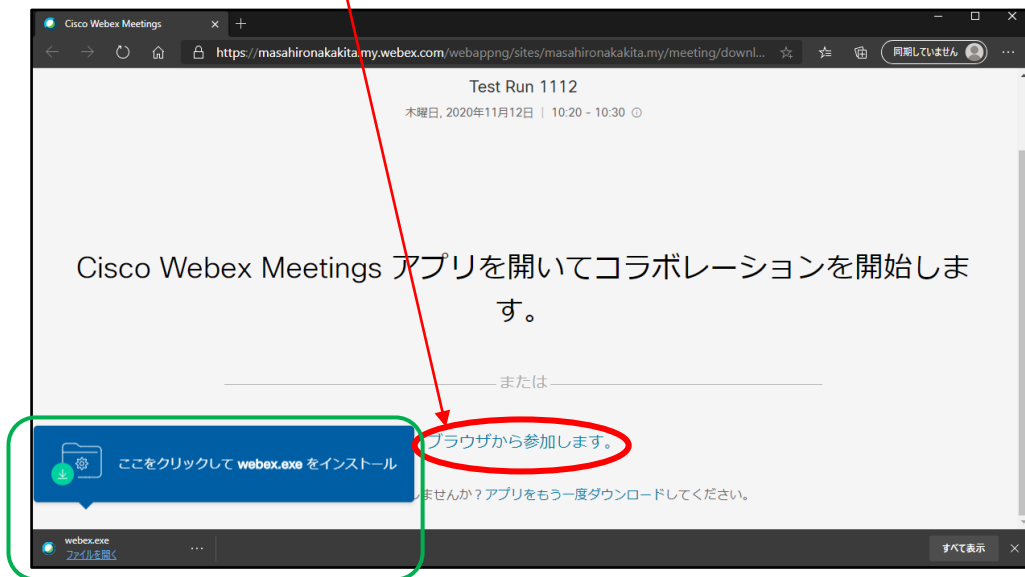 Cisco Webex Meetings
https://masahironakakita.my.webex.com/webappng/sites/masahironakakita.my/meeting/downl...
同期していません
Test Run 1112
木曜日, 2020年11月12日 | 10:20 - 10:30
Cisco Webex Meetings アプリを開いてコラボレーションを開始しま
す。
または
ブラウザから参加します。
ここをクリックして webex.exe をインストール
しませんか？アプリをもう一度ダウンロードしてください。
webex.exe
ファイルを開く
すべて表示